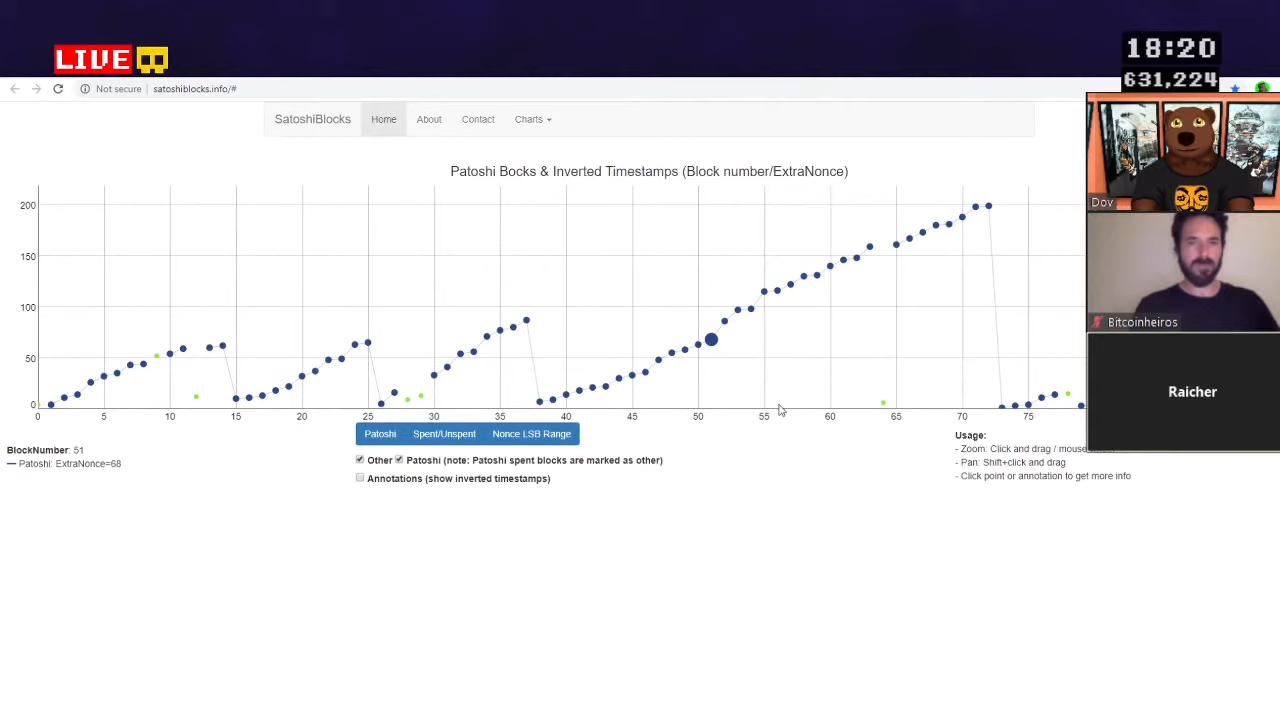 LIVE
18:20
631,224
Not secure
satoshiblocks.info/#
SatoshiBlocks
Home
About
Contact
Charts
Patoshi Bocks & Inverted Timestamps (Block number/ExtraNonce)
200
150
100
50
0
0 5 10 15 20 25 30 35 40 45 50 55 60 65 70 75
Dov
Bitcoinheiros
Raicher
BlockNumber: 51
Patoshi: ExtraNonce=68
Patoshi
Spent/Unspent
Nonce LSB Range
Other
Patoshi (note: Patoshi spent blocks are marked as other)
Annotations (show inverted timestamps)
Usage:
- Zoom: Click and drag / mouse
- Pan: Shift+click and drag
- Click point or annotation to get more info